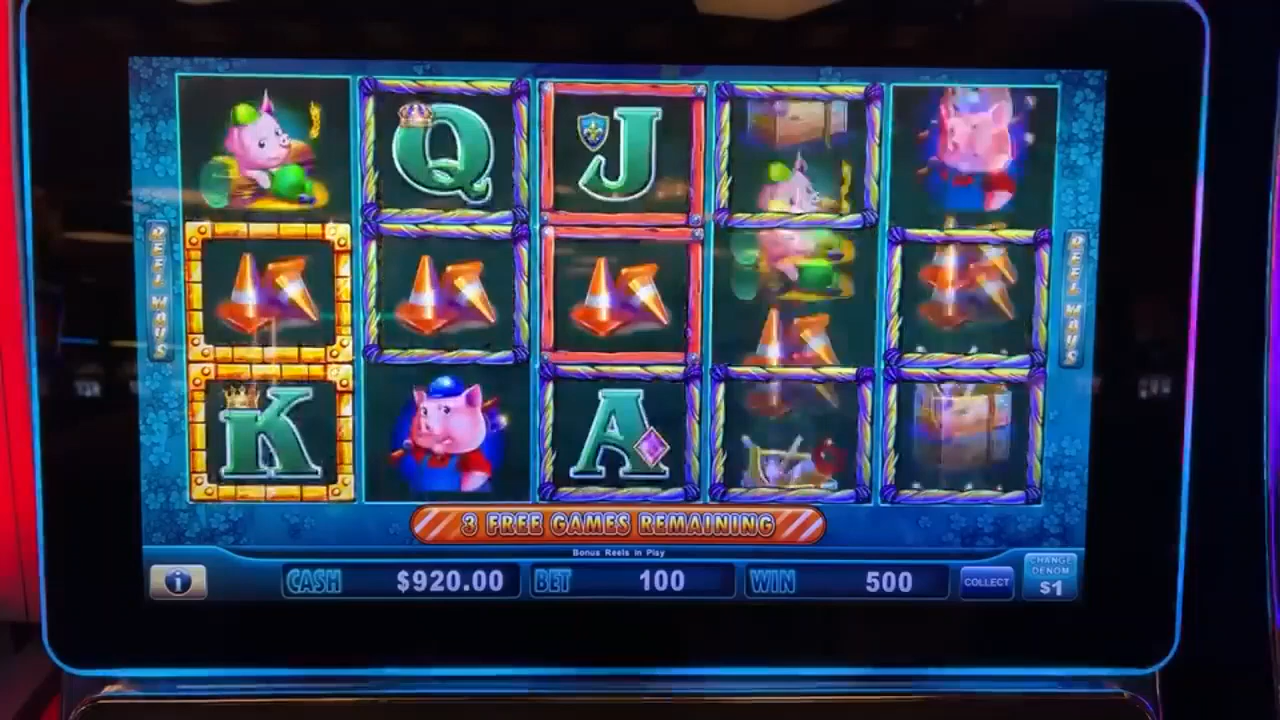 Q
J
REEL WAYS
REEL WAYS
K
A
3 FREE GAMES REMAINING
Bonus Reels in Play
i
CASH $920.00 BET 100 WIN 500 COLLECT
CHANGE
DENOM
$1